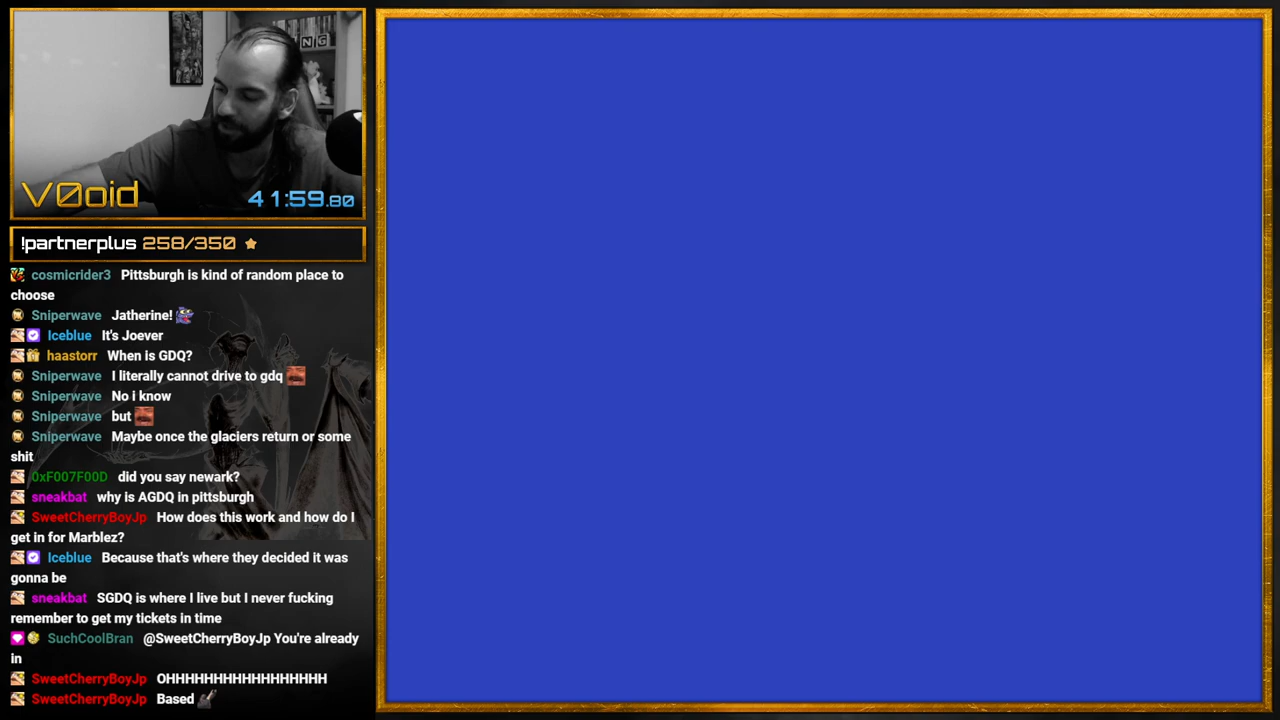 NG
V0oid
41:59.80
!partnerplus 258/350
cosmicrider3 Pittsburgh is kind of random place to
choose
Sniperwave Jatherine!
Iceblue It's Joever
haastorr When is GDQ?
Sniperwave I literally cannot drive to gdq
Sniperwave No i know
Sniperwave but
Sniperwave Maybe once the glaciers return or some
shit
0xF007F00D did you say newark?
sneakbat why is AGDQ in pittsburgh
SweetCherryBoyJp How does this work and how do I
get in for Marblez?
Iceblue Because that's where they decided it was
gonna be
sneakbat SGDQ is where I live but I never fucking
remember to get my tickets in time
SuchCoolBran @SweetCherryBoyJp You're already
in
SweetCherryBoyJp OHHHHHHHHHHHHHHHHH
SweetCherryBoyJp Based